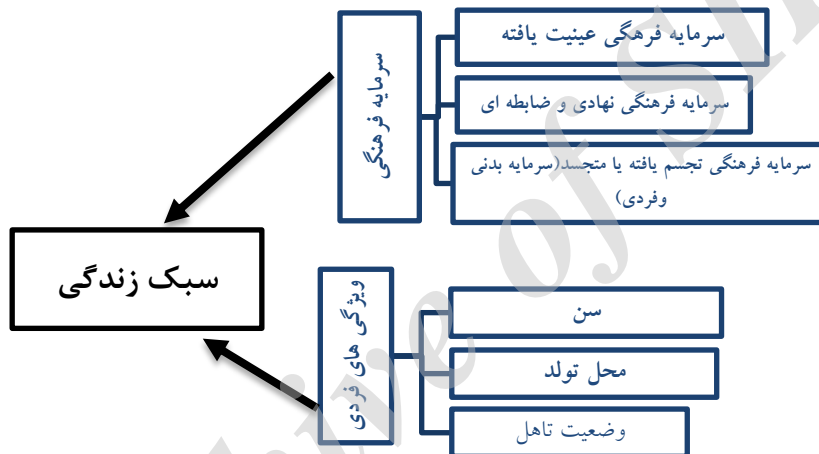 سرمایه فرهگی عینیت یافته
سرمایه فرهنگی نهادی و ضابطه ای
سرمایه فرهنگی تجسم یافته یا متجسد(سرمایه بدنی
وفردی)
سرمایه فرهنگی
سبک زندگی
ویژگی های فردی
سن
محل تولد
وضعیت تاهل